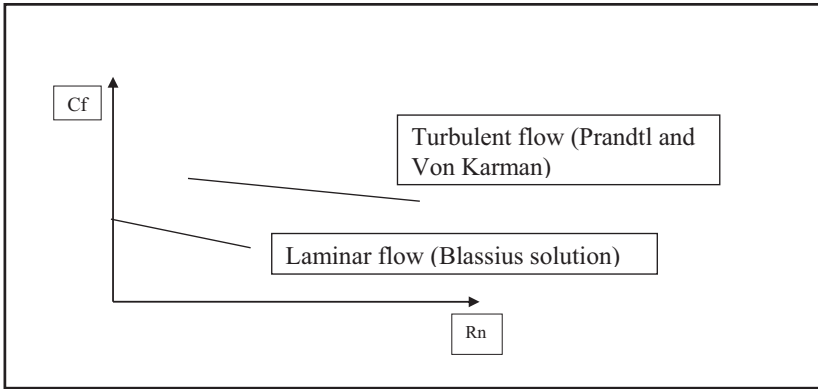 Cf
Turbulent flow (Prandtl and
Von Karman)
Laminar flow (Blassius solution)
Rn